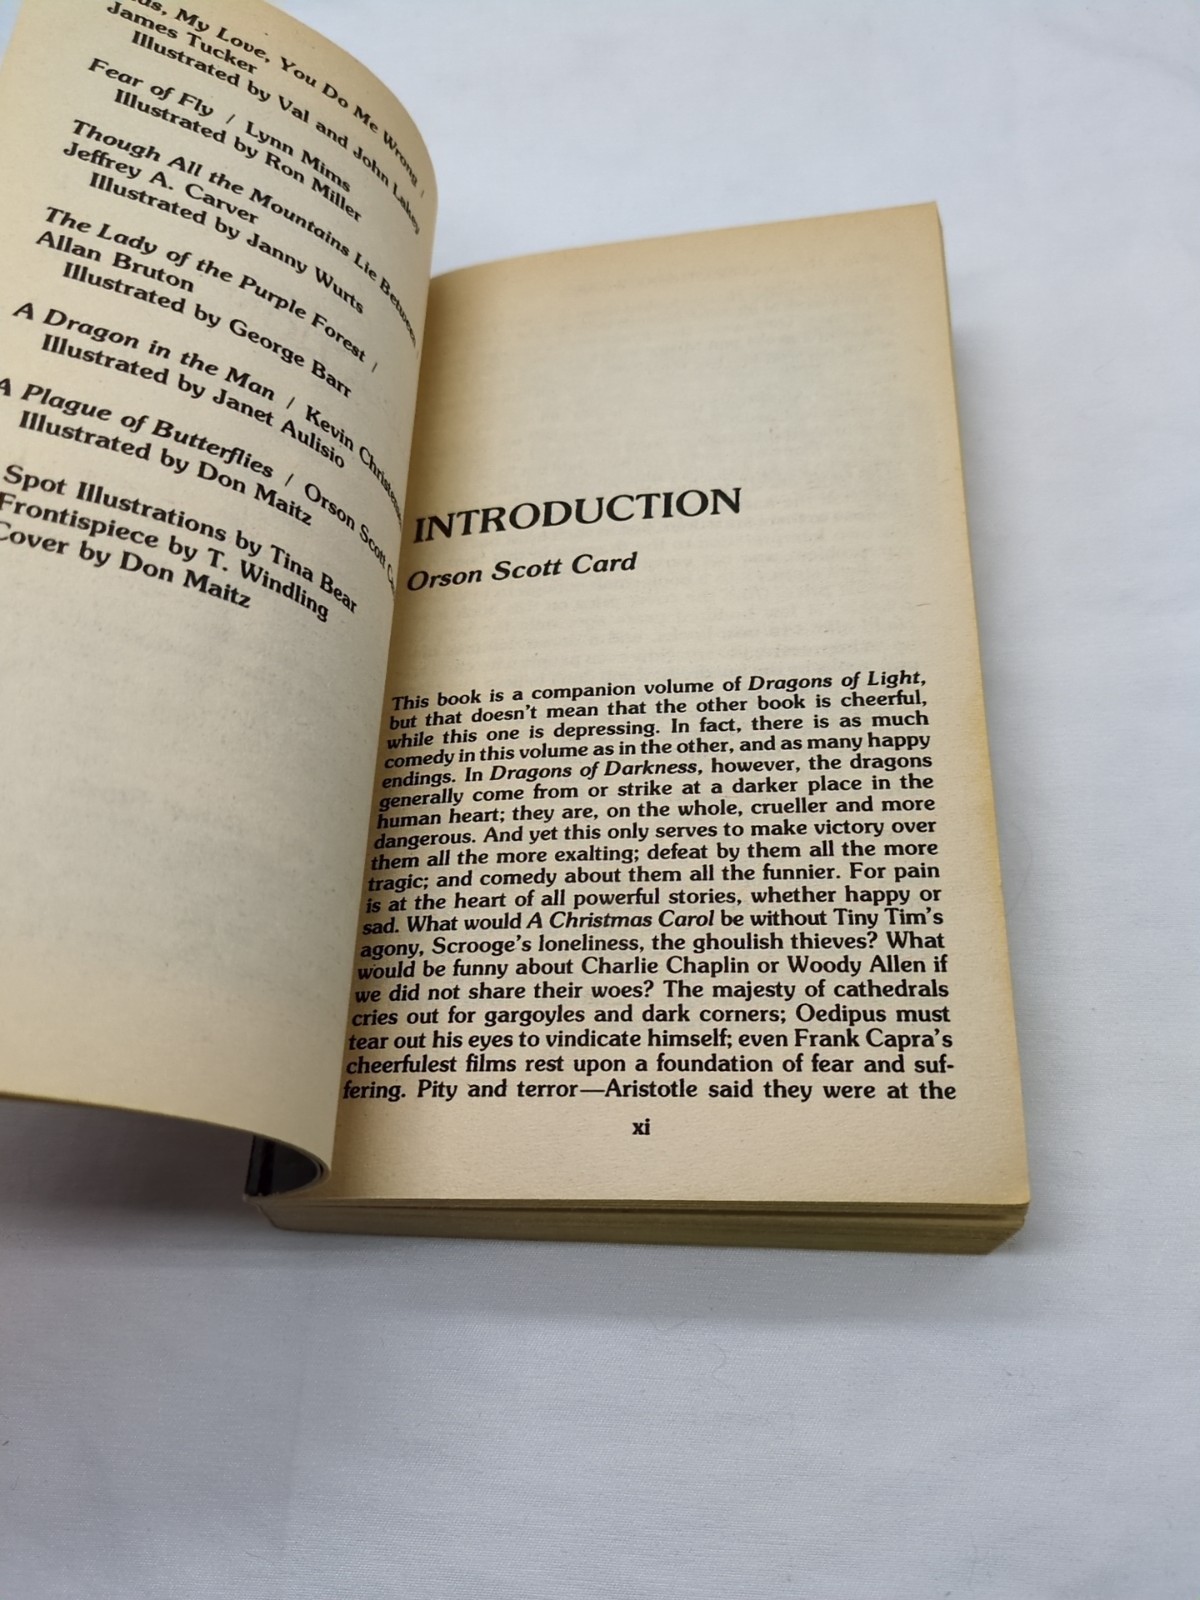 My Love, You Do Me Wrong /
James Tucker
Illustrated by Val and John Lakey
Fear of Fly / Lynn Mims
Illustrated by Ron Miller
Though All the Mountains Lie Between
Jeffrey A. Carver
Illustrated by Janny Wurts
The Lady of the Purple Forest /
Allan Bruton
Illustrated by George Barr
A Dragon in the Man / Kevin
Illustrated by Janet Aulisio
A Plague of Butterflies / Orson Scott
Illustrated by Don Maitz
Spot Illustrations by Tina Bear
Frontispiece by T. Windling
Cover by Don Maitz
INTRODUCTION
Orson Scott Card
This book is a companion volume of Dragons of Light,
but that doesn't mean that the other book is cheerful,
while this one is depressing. In fact, there is as much
comedy in this volume as in the other, and as many happy
endings. In Dragons of Darkness, however, the dragons
generally come from or strike at a darker place in the
human heart; they are, on the whole, crueller and more
dangerous. And yet this only serves to make victory over
them all the more exalting; defeat by them all the more
tragic; and comedy about them all the funnier. For pain
is at the heart of all powerful stories, whether happy or
sad. What would A Christmas Carol be without Tiny Tim's
agony, Scrooge's loneliness, the ghoulish thieves? What
would be funny about Charlie Chaplin or Woody Allen if
we did not share their woes? The majesty of cathedrals
cries out for gargoyles and dark corners; Oedipus must
tear out his eyes to vindicate himself; even Frank Capra's
cheerfulest films rest upon a foundation of fear and suf-
fering. Pity and terror—Aristotle said they were at the
xi